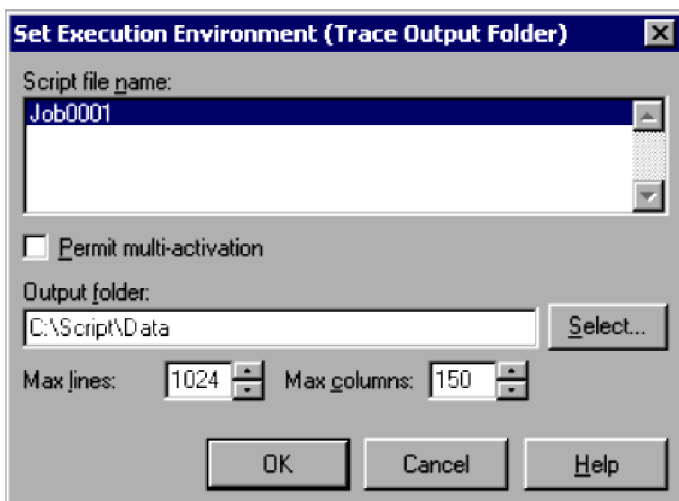 Set Execution Environment (Trace Output Folder)
Script file name:
Job0001
Permit multi-activation
Output folder:
C:\Script\Data
Select...
Max lines: 1024 Max columns: 150
OK Cancel Help